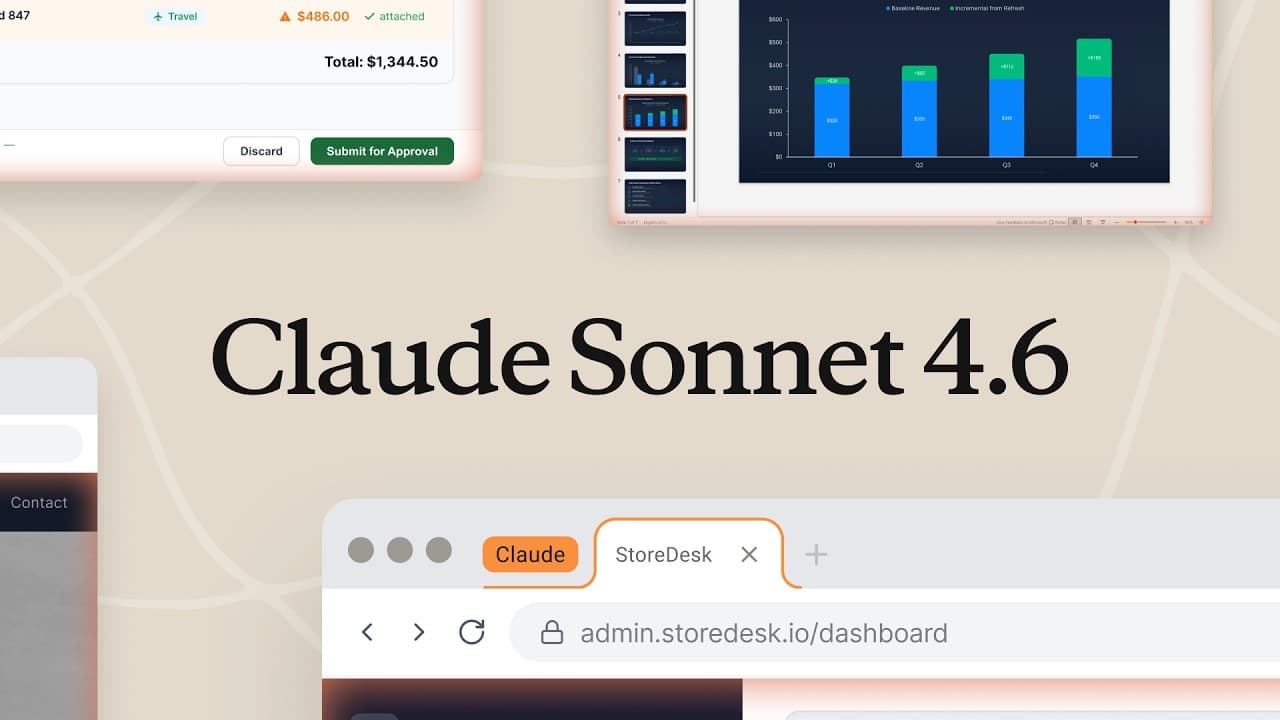 d 847
Travel
$486.00
attached
Total: $1,344.50
Discard
Submit for Approval
Baseline Revenue
Incremental from Refresh
$600
$500
$400
$300
$200
$100
$0
Q1
Q2
Q3
Q4
Claude Sonnet 4.6
Contact
Claude
StoreDesk
admin.storedesk.io/dashboard